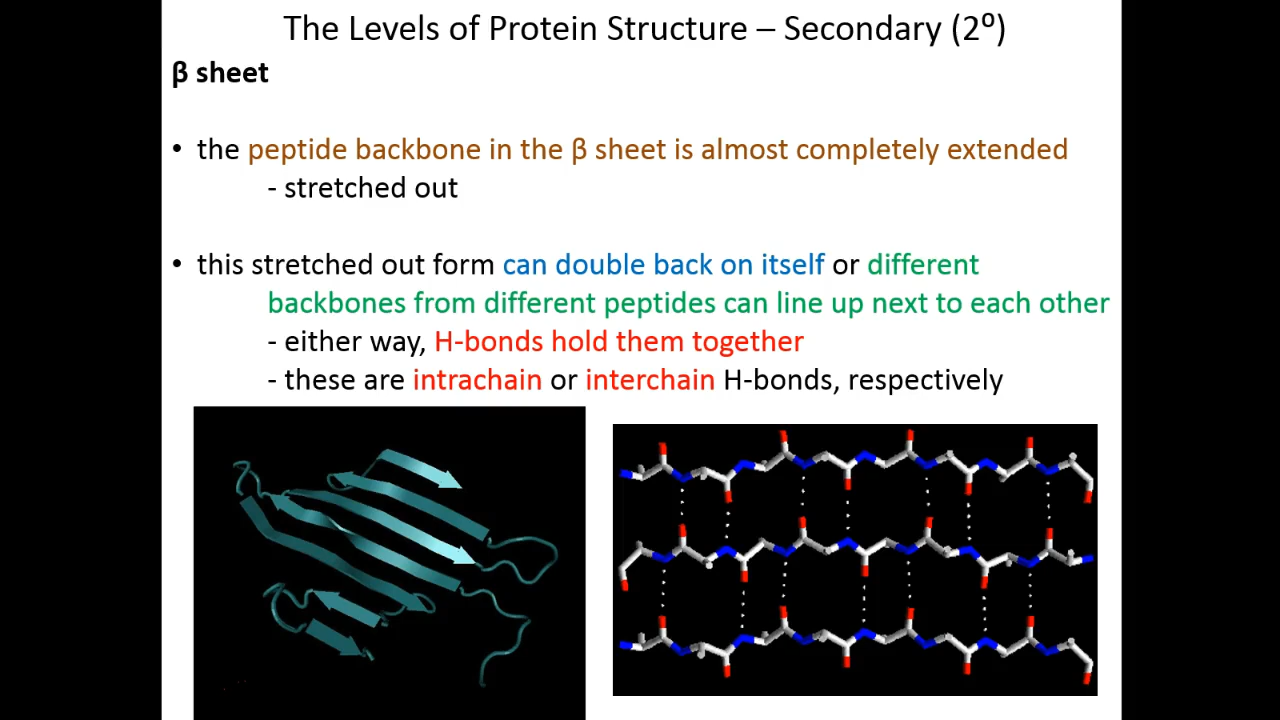 The Levels of Protein Structure – Secondary (2⁰)
β sheet
• the peptide backbone in the β sheet is almost completely extended
- stretched out
• this stretched out form can double back on itself or different
backbones from different peptides can line up next to each other
- either way, H-bonds hold them together
- these are intrachain or interchain H-bonds, respectively